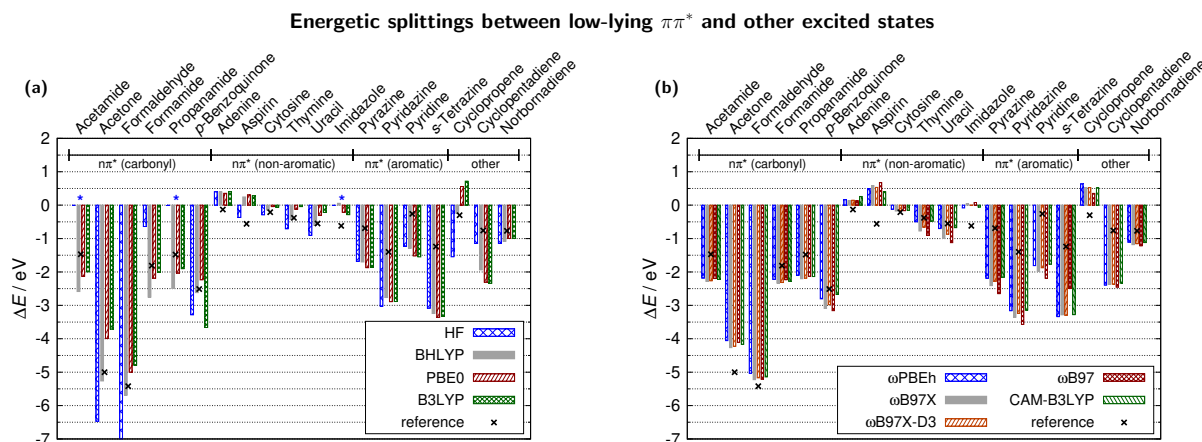 Energetic splittings between low-lying ππ* and other excited states
(a)
Acetamide
Acetone
Formaldehyde
Formamide
Propanamide
p-Benzoquinone
Adenine
Aspirin
Cytosine
Thymine
Uracil
Imidazole
Pyrazine
Pyridazine
Pyridine
s-Tetrazine
Cyclopropene
Cyclopentadiene
Norbornadiene
nπ* (carbonyl)
nπ* (non-aromatic)
nπ* (aromatic)
other
*
*
*
2
1
0
-1
-2
-3
-4
-5
-6
-7
ΔE / eV
HF
BHLYP
PBE0
B3LYP
reference
(b)
Acetamide
Acetone
Formaldehyde
Formamide
Propanamide
p-Benzoquinone
Adenine
Aspirin
Cytosine
Thymine
Uracil
Imidazole
Pyrazine
Pyridazine
Pyridine
s-Tetrazine
Cyclopropene
Cyclopentadiene
Norbornadiene
nπ* (carbonyl)
nπ* (non-aromatic)
nπ* (aromatic)
other
2
1
0
-1
-2
-3
-4
-5
-6
-7
ΔE / eV
ωPBEh
ωB97X
ωB97X-D3
ωB97
CAM-B3LYP
reference